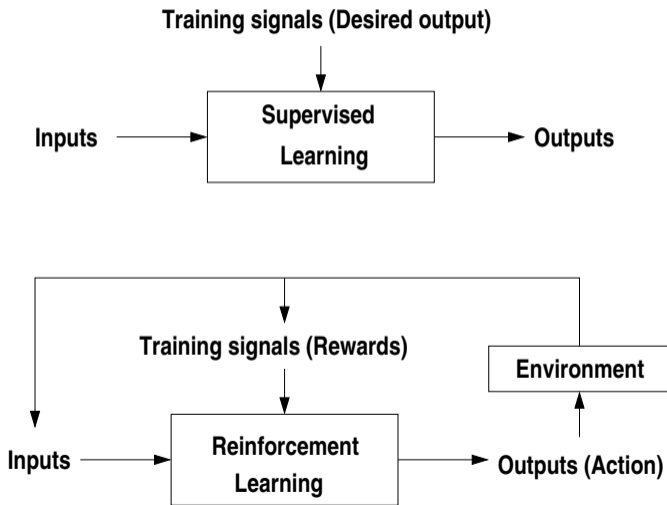 Training signals (Desired output)
Inputs
Supervised
Learning
Outputs
Training signals (Rewards)
Environment
Inputs
Reinforcement
Learning
Outputs (Action)